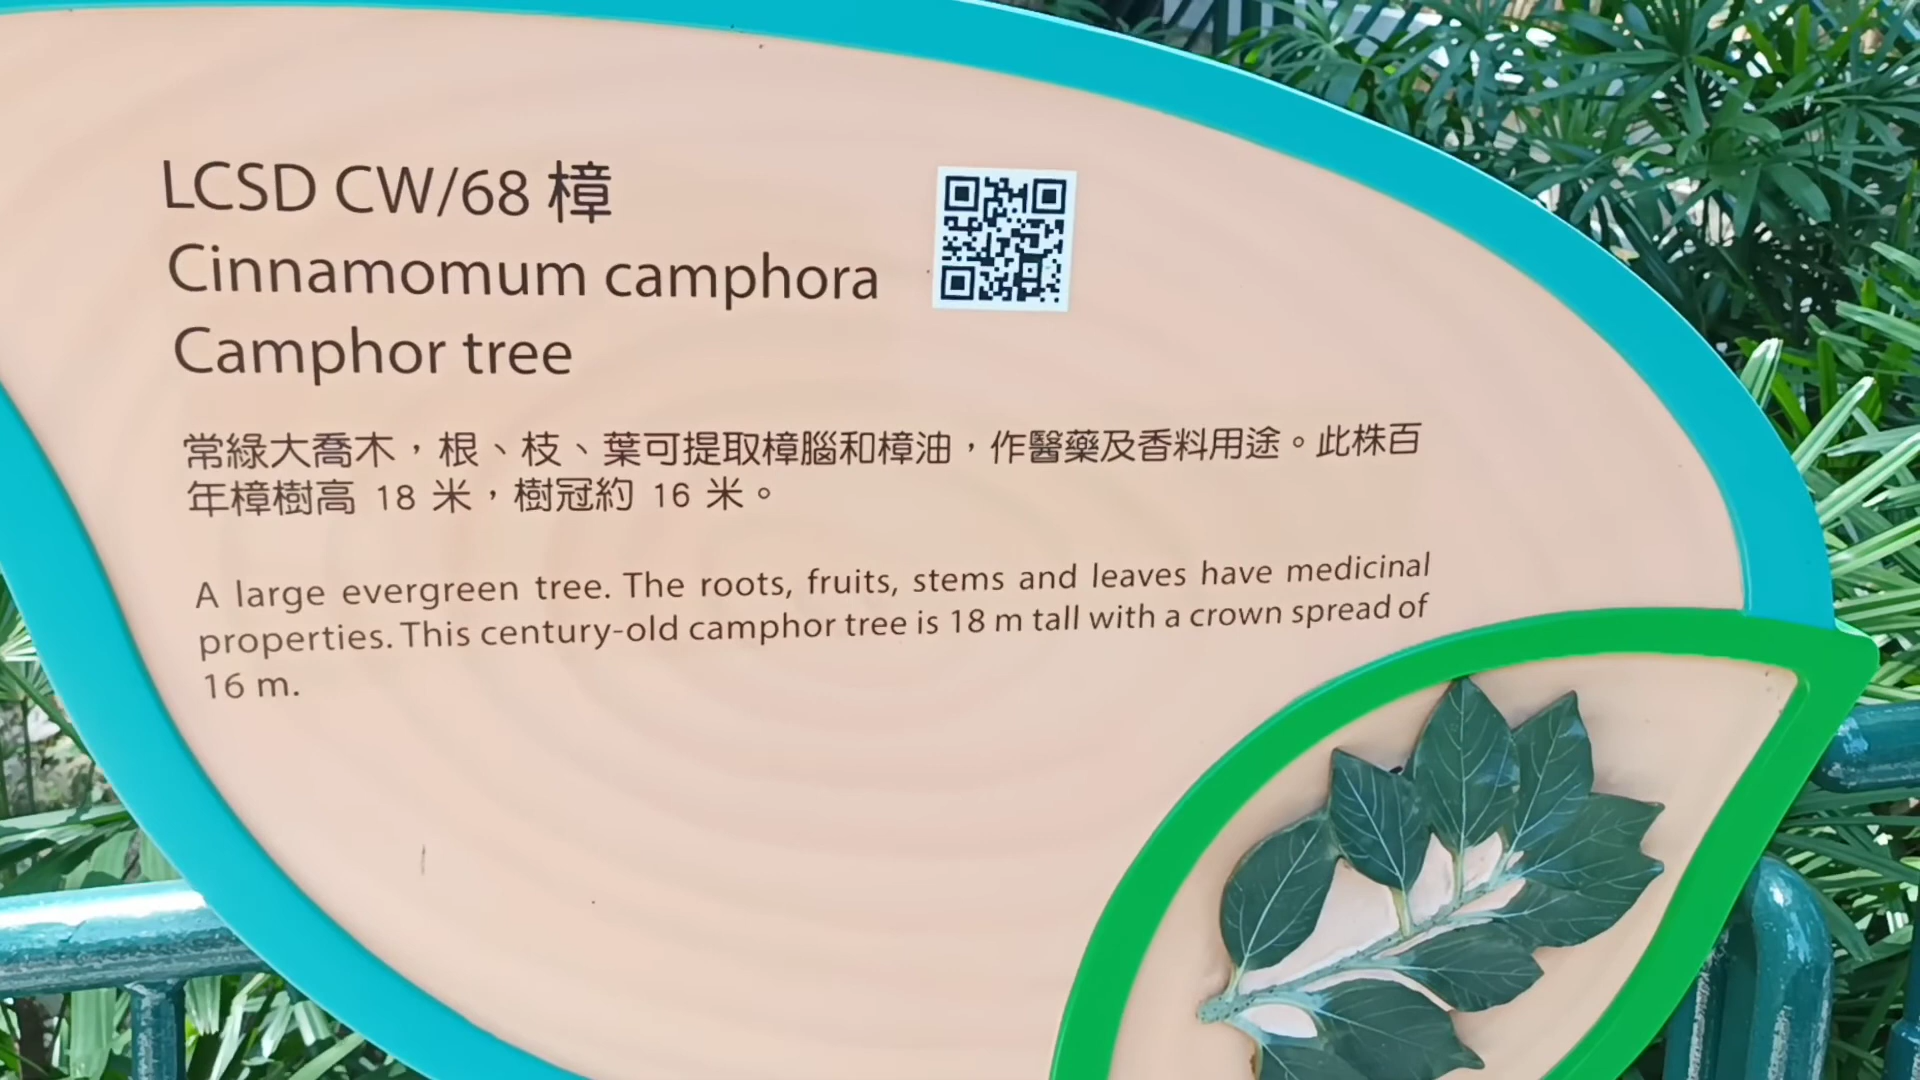 LCSD CW/68 樟
Cinnamomum camphora
Camphor tree
常綠大喬木，根、枝、葉可提取樟腦和樟油，作醫藥及香料用途。此株百
年樟樹高 18 米，樹冠約 16 米。
A large evergreen tree. The roots, fruits, stems and leaves have medicinal
properties. This century-old camphor tree is 18 m tall with a crown spread of
16 m.